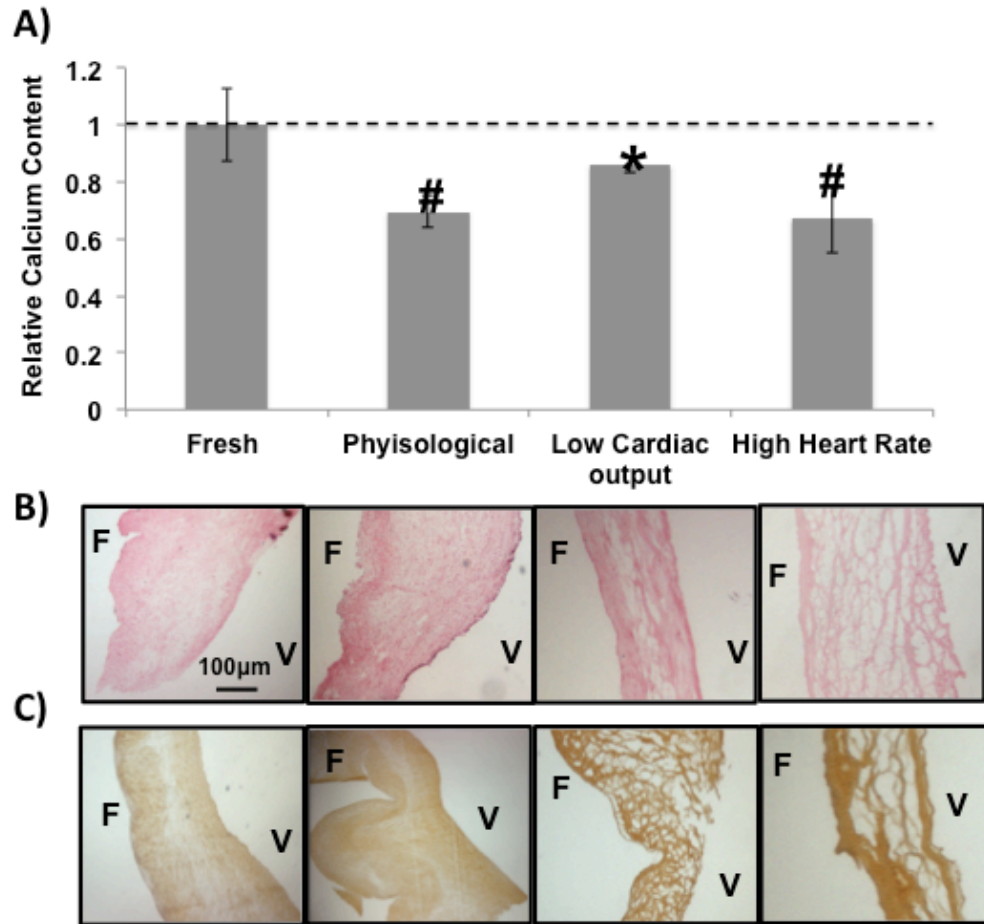 A)
Relative Calcium Content
1.2
1
0.8
0.6
0.4
0.2
0
#
*
#
Fresh
Phyisological
Low Cardiac
output
High Heart Rate
B)
F
V
100µm
F
V
F
V
F
V
C)
F
V
F
V
F
V
F
V